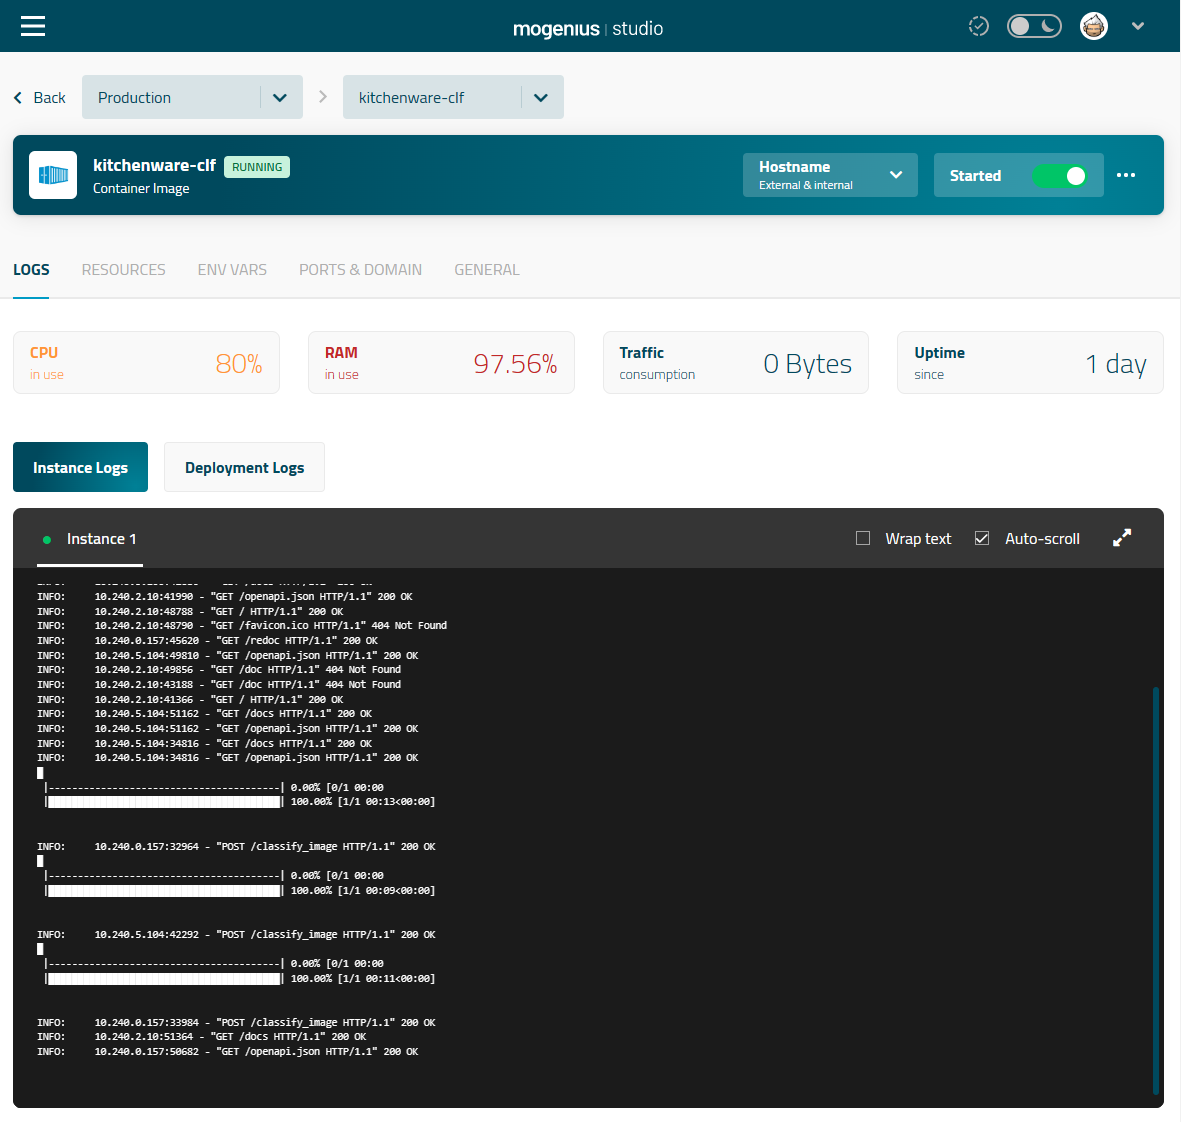 mogenius | studio
Back
Production
kitchenware-clf
kitchenware-clf RUNNING
Container Image
Hostname
External & internal
Started
LOGS RESOURCES ENV VARS PORTS & DOMAIN GENERAL
CPU
in use
80%
RAM
in use
97.56%
Traffic
consumption
0 Bytes
Uptime
since
1 day
Instance Logs
Deployment Logs
Instance 1
Wrap text
Auto-scroll
INFO: 10.240.2.10:41990 - "GET /openapi.json HTTP/1.1" 200 OK
INFO: 10.240.2.10:48788 - "GET / HTTP/1.1" 200 OK
INFO: 10.240.2.10:48790 - "GET /favicon.ico HTTP/1.1" 404 Not Found
INFO: 10.240.0.157:45620 - "GET /redoc HTTP/1.1" 200 OK
INFO: 10.240.5.104:49810 - "GET /openapi.json HTTP/1.1" 200 OK
INFO: 10.240.2.10:49856 - "GET /doc HTTP/1.1" 404 Not Found
INFO: 10.240.2.10:43188 - "GET /doc HTTP/1.1" 404 Not Found
INFO: 10.240.2.10:41366 - "GET / HTTP/1.1" 200 OK
INFO: 10.240.5.104:51162 - "GET /docs HTTP/1.1" 200 OK
INFO: 10.240.5.104:51162 - "GET /openapi.json HTTP/1.1" 200 OK
INFO: 10.240.5.104:34816 - "GET /docs HTTP/1.1" 200 OK
INFO: 10.240.5.104:34816 - "GET /openapi.json HTTP/1.1" 200 OK
|----------------------------------------| 0.00% [0/1 00:00
|████████████████████████████████████████| 100.00% [1/1 00:13<00:00]
INFO: 10.240.0.157:32964 - "POST /classify_image HTTP/1.1" 200 OK
|----------------------------------------| 0.00% [0/1 00:00
|████████████████████████████████████████| 100.00% [1/1 00:09<00:00]
INFO: 10.240.5.104:42292 - "POST /classify_image HTTP/1.1" 200 OK
|----------------------------------------| 0.00% [0/1 00:00
|████████████████████████████████████████| 100.00% [1/1 00:11<00:00]
INFO: 10.240.0.157:33984 - "POST /classify_image HTTP/1.1" 200 OK
INFO: 10.240.2.10:51364 - "GET /docs HTTP/1.1" 200 OK
INFO: 10.240.0.157:50682 - "GET /openapi.json HTTP/1.1" 200 OK